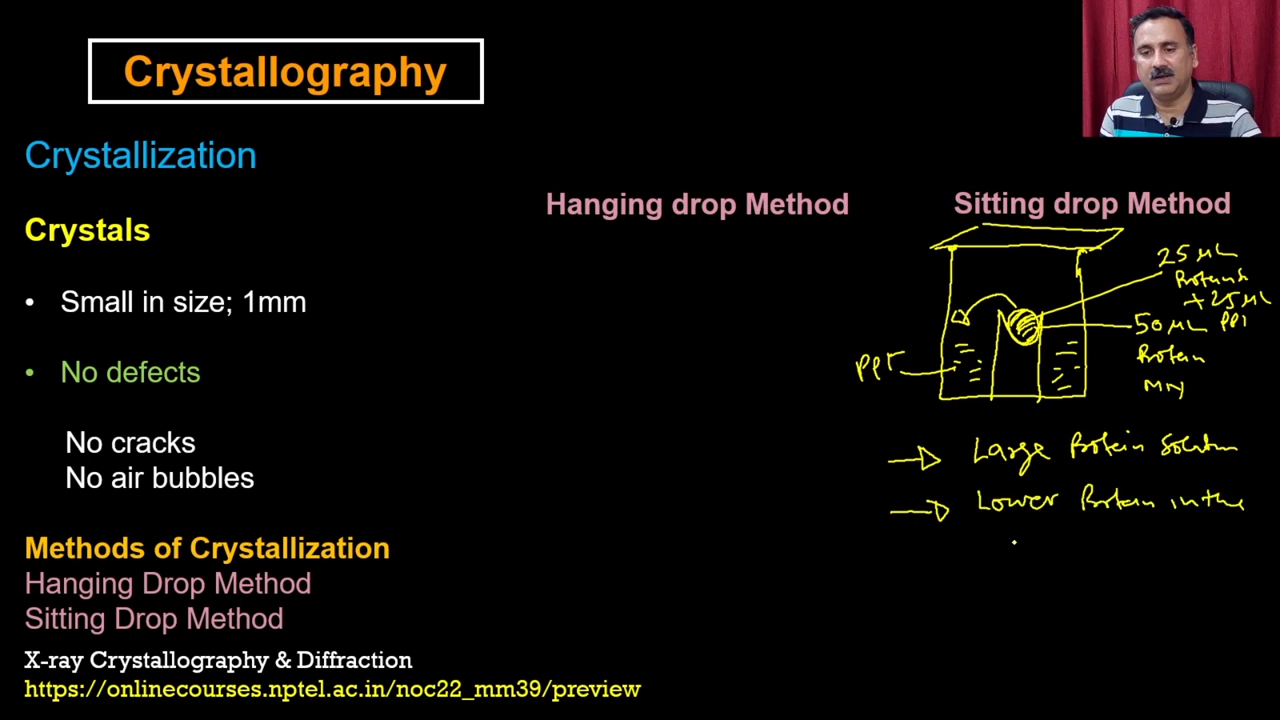 Crystallography
Crystallization
Crystals
• Small in size; 1mm
• No defects
No cracks
No air bubbles
Methods of Crystallization
Hanging Drop Method
Sitting Drop Method
X-ray Crystallography & Diffraction
https://onlinecourses.nptel.ac.in/noc22_mm39/preview
Hanging drop Method
Sitting drop Method
25 μL
Protein
+ 25 μL
PPT
50 μL
Protein
PPT
→ Large Protein Solution
→ Lower Protein in the